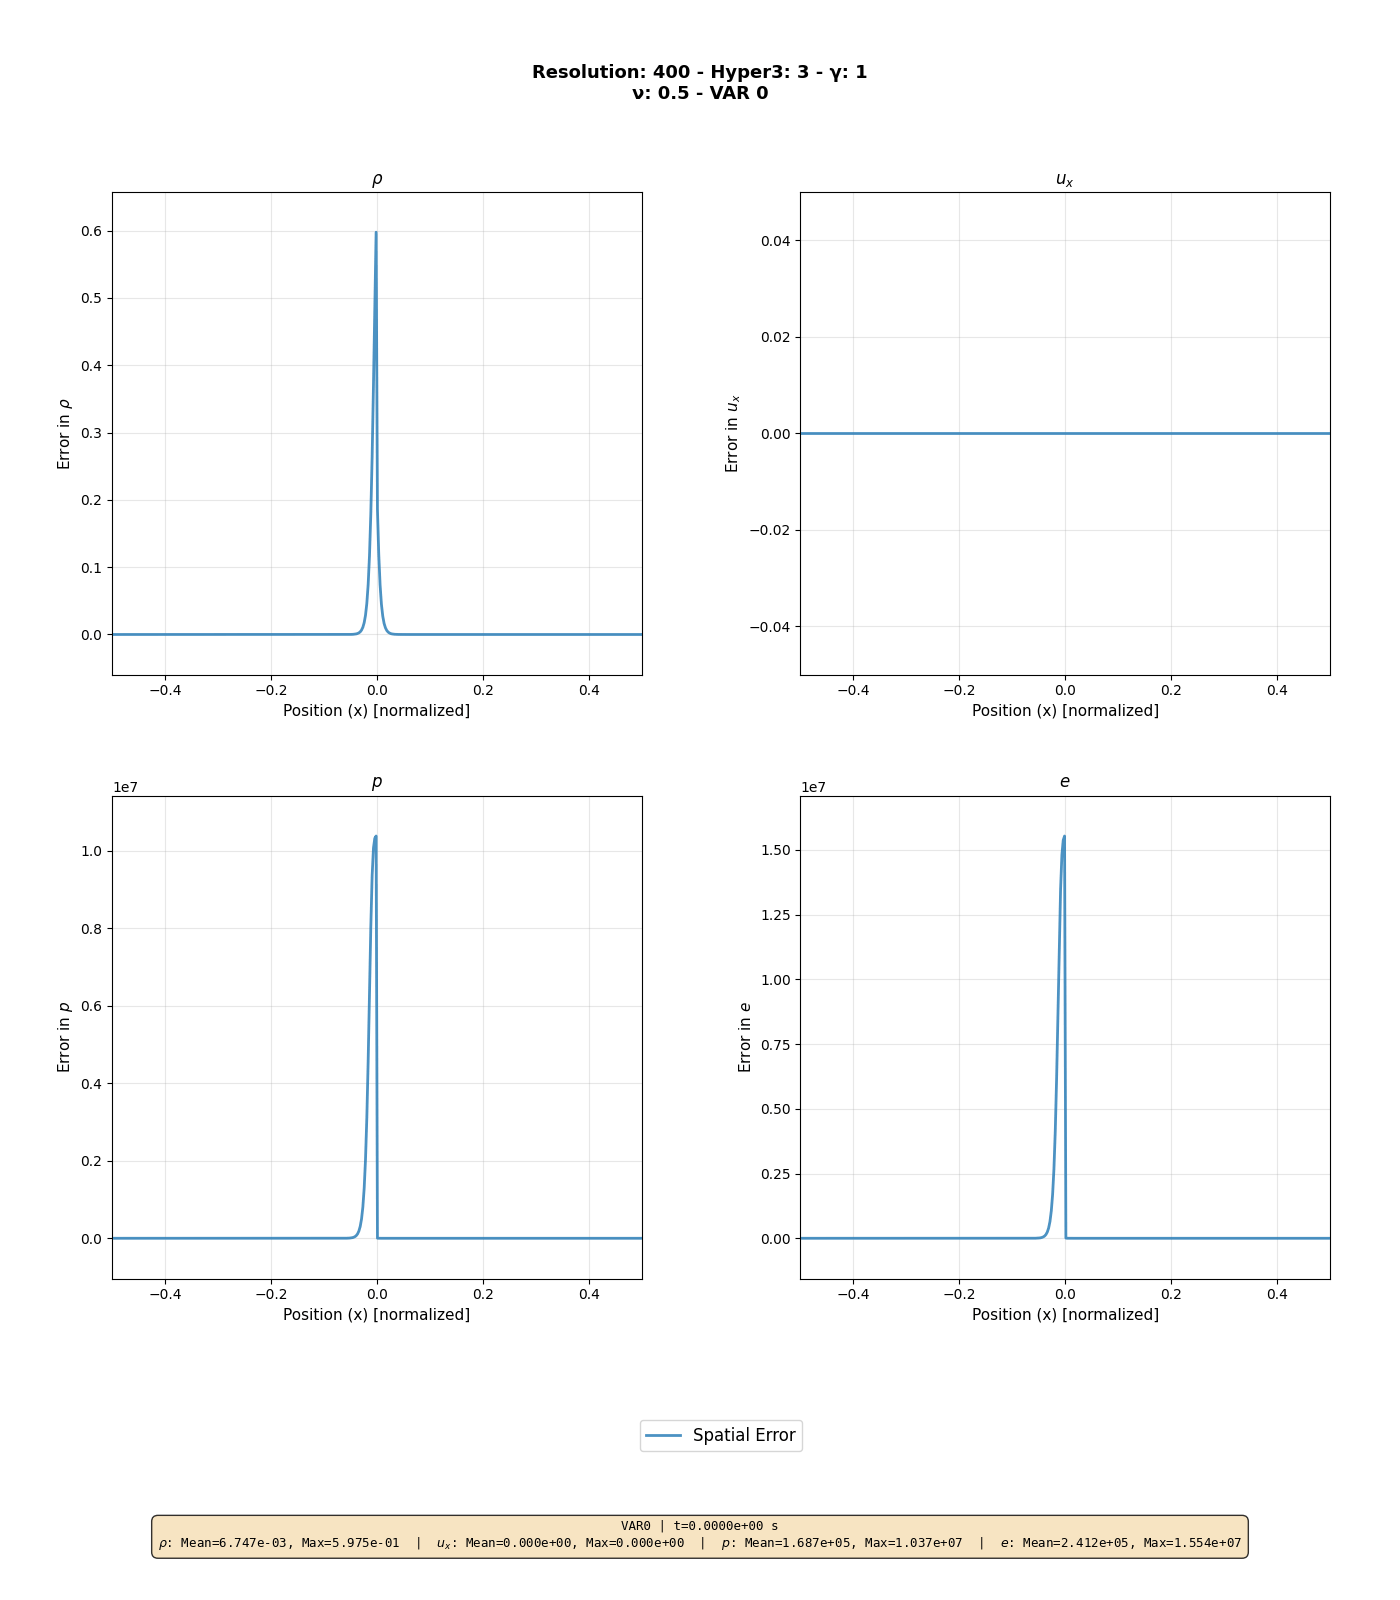 Resolution: 400 - Hyper3: 3 - γ: 1
ν: 0.5 - VAR 0
ρ
0.6
0.5
0.4
0.3
0.2
0.1
0.0
Error in ρ
−0.4 −0.2 0.0 0.2 0.4
Position (x) [normalized]
u_x
0.04
0.02
0.00
−0.02
−0.04
Error in u_x
−0.4 −0.2 0.0 0.2 0.4
Position (x) [normalized]
1e7
p
1.0
0.8
0.6
0.4
0.2
0.0
Error in p
−0.4 −0.2 0.0 0.2 0.4
Position (x) [normalized]
1e7
e
1.50
1.25
1.00
0.75
0.50
0.25
0.00
Error in e
−0.4 −0.2 0.0 0.2 0.4
Position (x) [normalized]
Spatial Error
VAR0 | t=0.0000e+00 s
ρ: Mean=6.747e-03, Max=5.975e-01 | u_x: Mean=0.000e+00, Max=0.000e+00 | p: Mean=1.687e+05, Max=1.037e+07 | e: Mean=2.412e+05, Max=1.554e+07